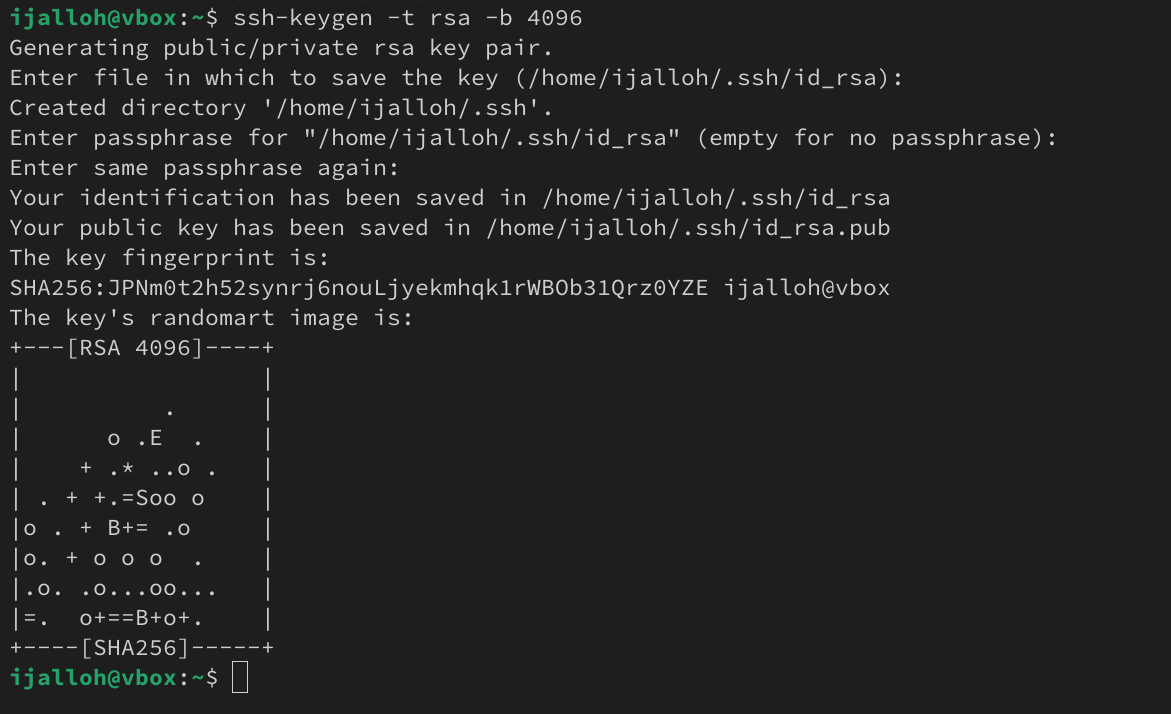 ijalloh@vbox:~$ ssh-keygen -t rsa -b 4096
Generating public/private rsa key pair.
Enter file in which to save the key (/home/ijalloh/.ssh/id_rsa):
Created directory '/home/ijalloh/.ssh'.
Enter passphrase for "/home/ijalloh/.ssh/id_rsa" (empty for no passphrase):
Enter same passphrase again:
Your identification has been saved in /home/ijalloh/.ssh/id_rsa
Your public key has been saved in /home/ijalloh/.ssh/id_rsa.pub
The key fingerprint is:
SHA256:JPNm0t2h52synrj6nouLjyekmhqk1rWBOb31Qrz0YZE ijalloh@vbox
The key's randomart image is:
+---[RSA 4096]----+
|                 |
|          .      |
|      o .E  .    |
|    + .* ..o .   |
| . + +.=Soo o    |
|o . + B+= .o     |
|o. + o o o  .    |
|.o. .o...oo...   |
|=.  o+==B+o+.    |
+----[SHA256]-----+
ijalloh@vbox:~$